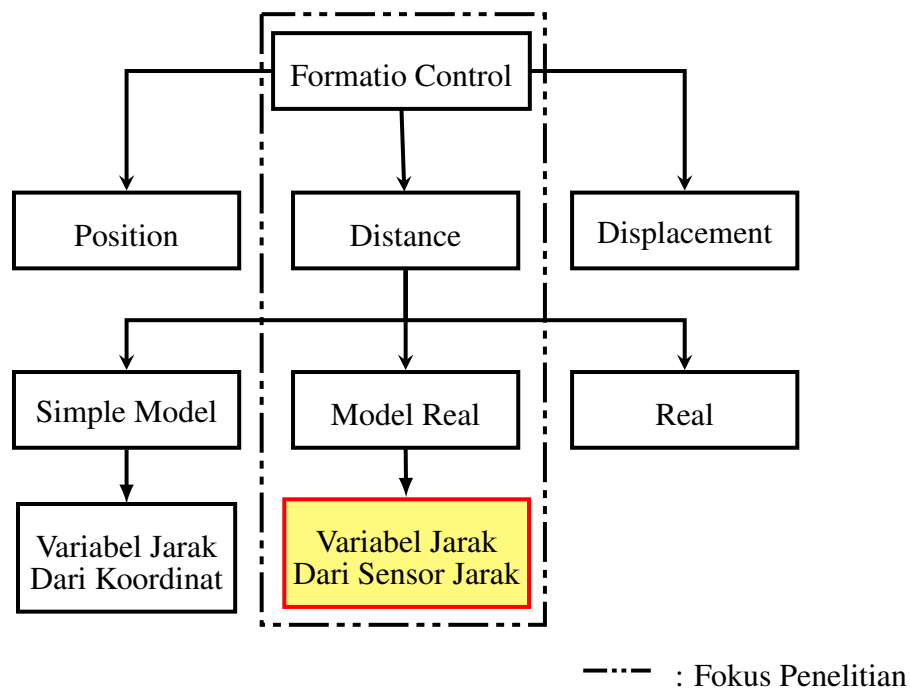 Formatio Control
Position
Distance
Displacement
Simple Model
Model Real
Real
Variabel Jarak
Dari Koordinat
Variabel Jarak
Dari Sensor Jarak
: Fokus Penelitian